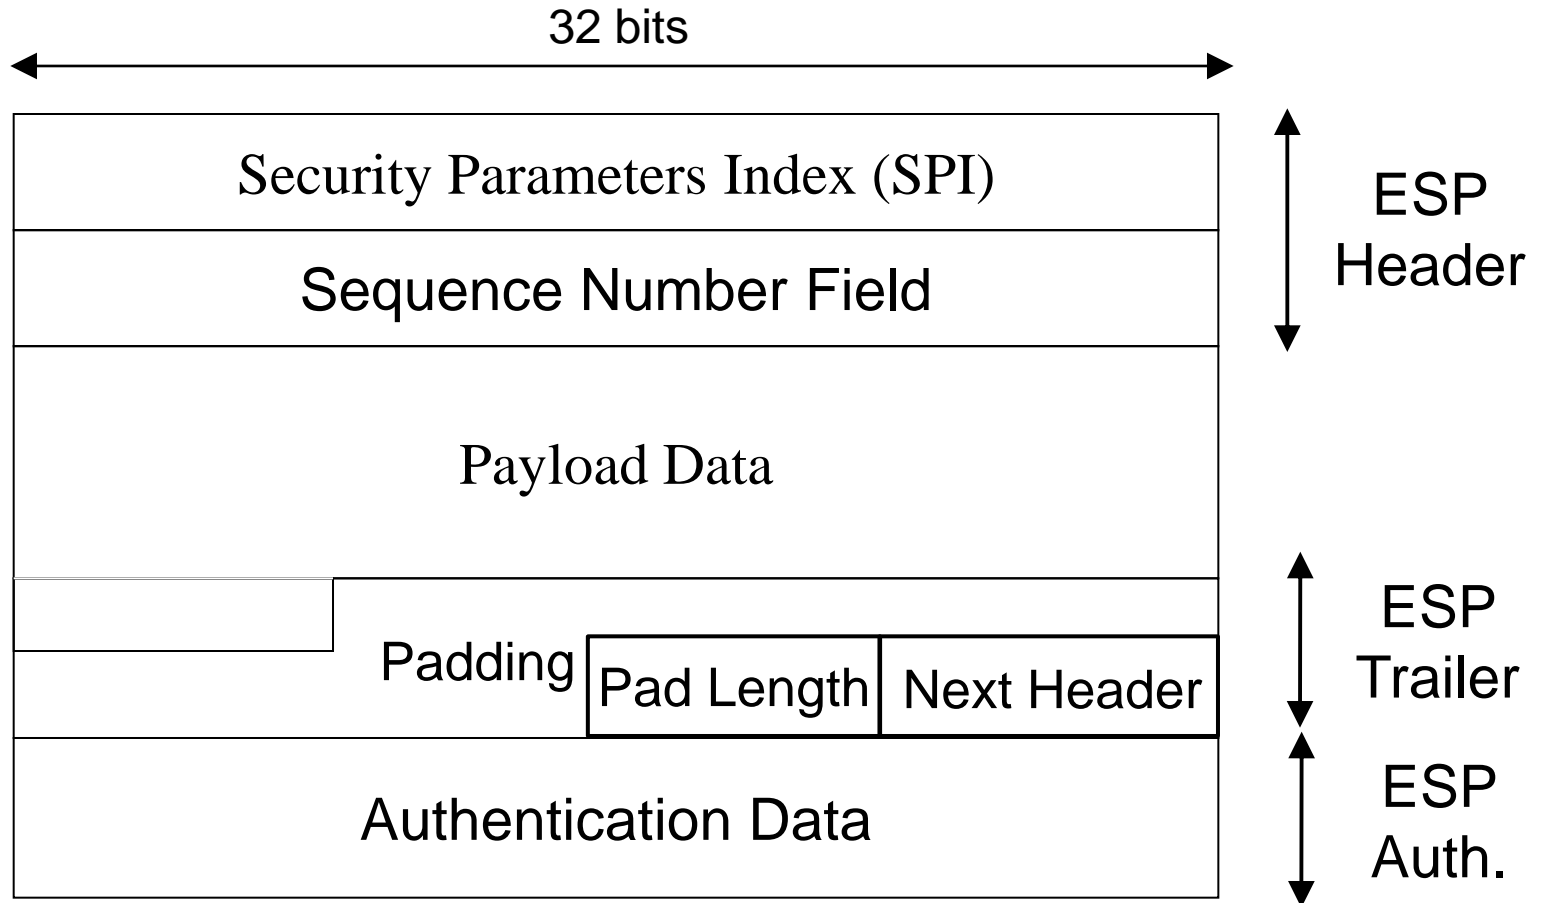 32 bits
Security Parameters Index (SPI)
ESP
Header
Sequence Number Field
Payload Data
ESP
Trailer
Padding
Pad Length
Next Header
Authentication Data
ESP
Auth.